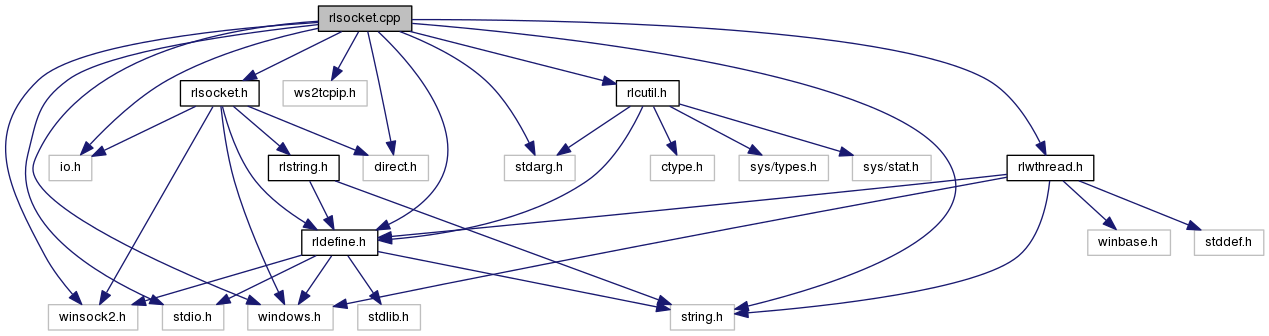 rlsocket.cpp
rlsocket.h
ws2tcpip.h
rlcutil.h
io.h
rlstring.h
direct.h
stdarg.h
ctype.h
sys/types.h
sys/stat.h
rlwthread.h
rldefine.h
winbase.h
stddef.h
winsock2.h
stdio.h
windows.h
stdlib.h
string.h